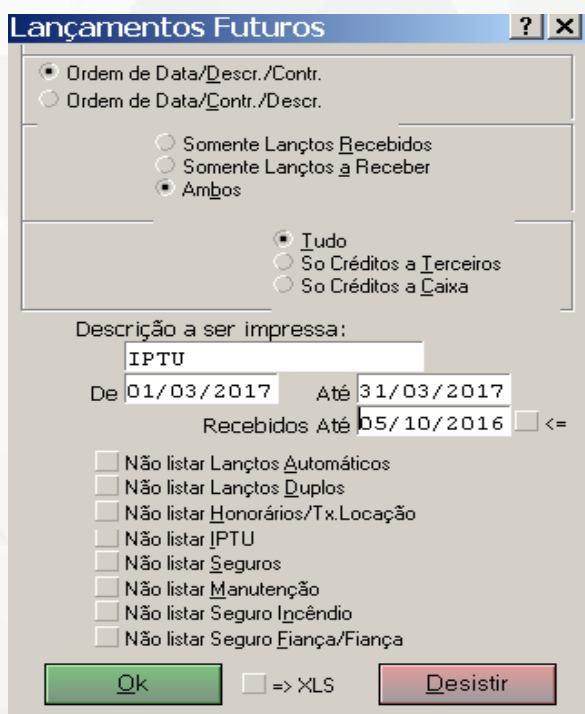 Lançamentos Futuros ? X
Ordem de Data/Descr./Contr.
Ordem de Data/Contr./Descr.
Somente Lançtos Recebidos
Somente Lançtos a Receber
Ambos
Tudo
So Créditos a Terceiros
So Créditos a Caixa
Descrição a ser impressa:
IPTU
De 01/03/2017 Até 31/03/2017
Recebidos Até 05/10/2016 <=
Não listar Lançtos Automáticos
Não listar Lançtos Duplos
Não listar Honorários/Tx.Locação
Não listar IPTU
Não listar Seguros
Não listar Manutenção
Não listar Seguro Incêndio
Não listar Seguro Fiança/Fiança
Ok => XLS Desistir